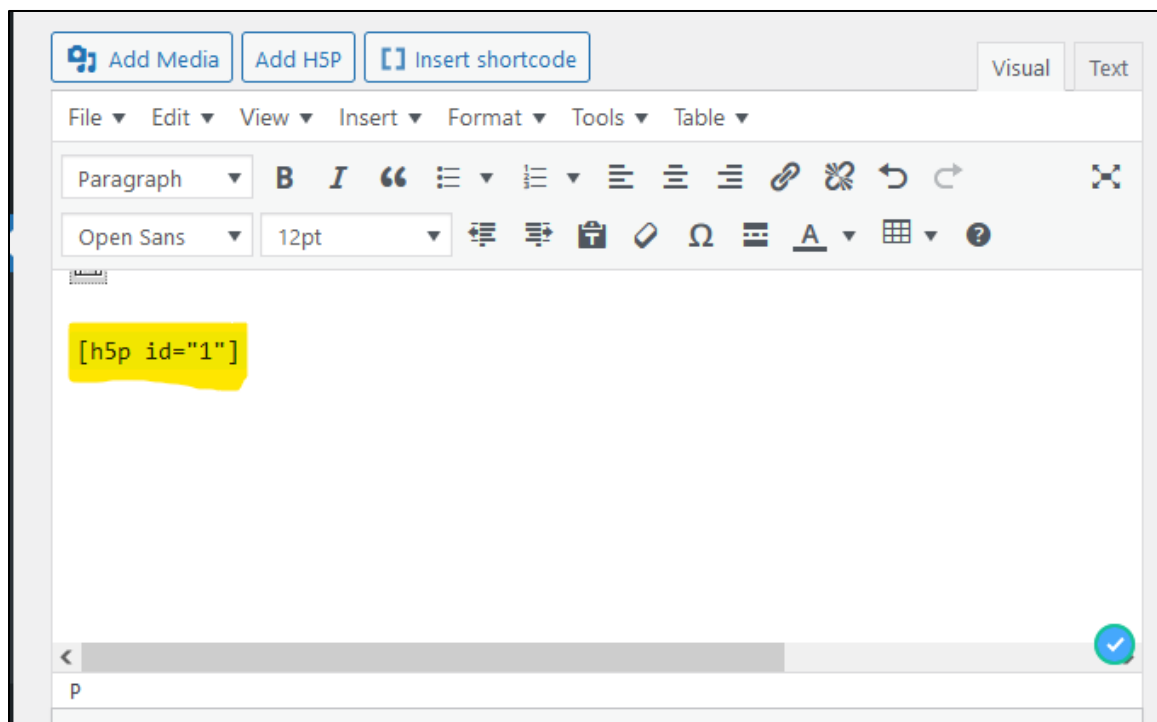 Add Media Add H5P [ ] Insert shortcode
Visual Text
File Edit View Insert Format Tools Table
Paragraph B I
Open Sans 12pt Ω A ?
[h5p id="1"]
P